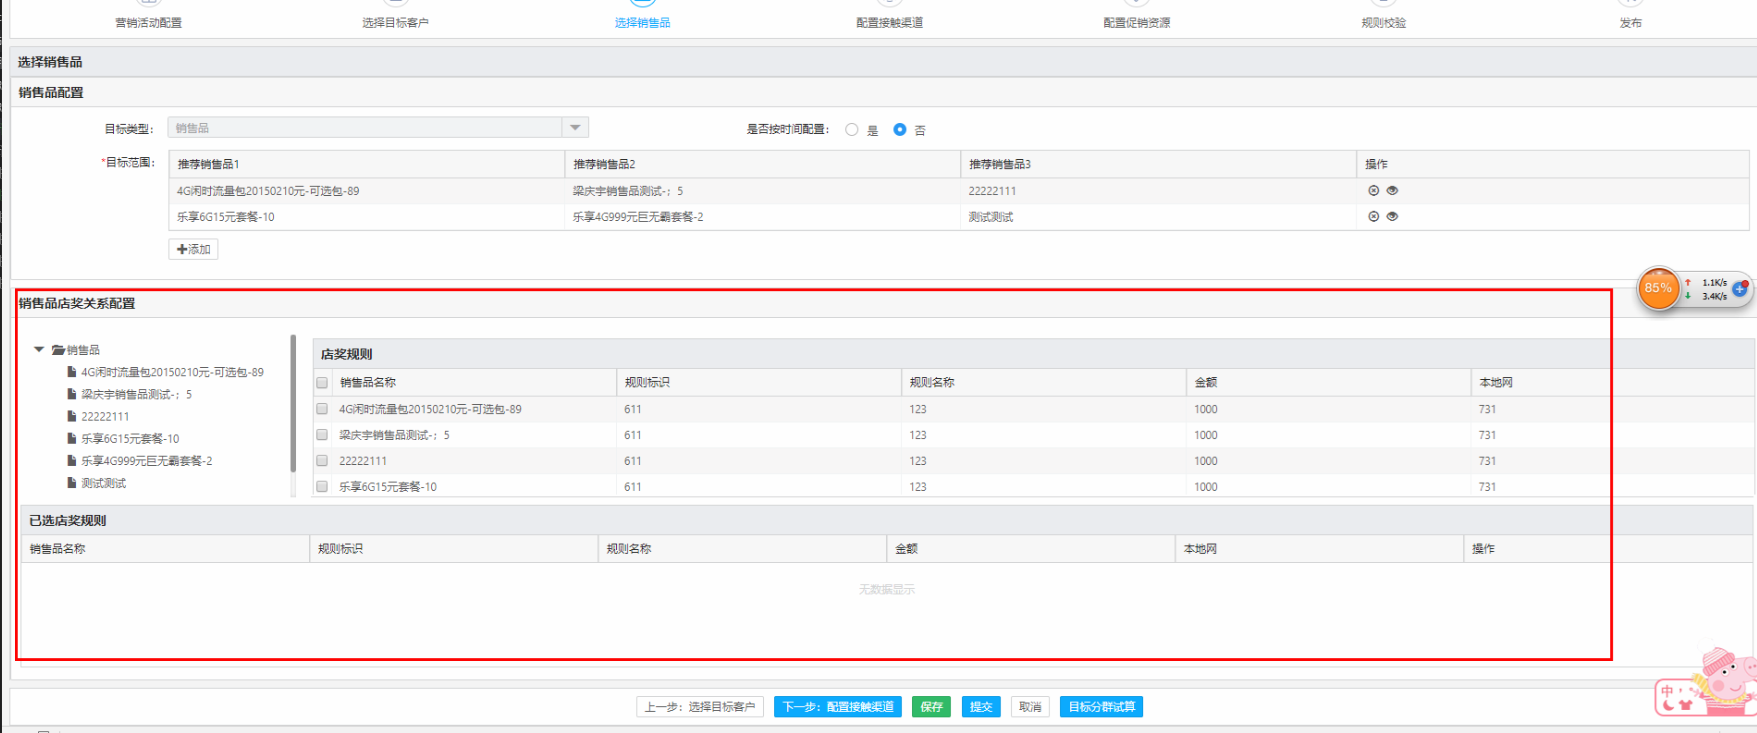 营销活动配置 选择目标客户 选择销售品 配置接触渠道 配置促销资源 规则校验 发布
选择销售品
销售品配置
目标类型: 销售品 是否按时间配置: 是 否
*目标范围: 推荐销售品1 推荐销售品2 推荐销售品3 操作
4G闲时流量包20150210元-可选包-89 梁庆宇销售品测试-；5 22222111
乐享6G15元套餐-10 乐享4G999元巨无霸套餐-2 测试测试
添加
85% 1.1K/s
3.4K/s
销售品店奖关系配置
销售品
4G闲时流量包20150210元-可选包-89
梁庆宇销售品测试-；5
22222111
乐享6G15元套餐-10
乐享4G999元巨无霸套餐-2
测试测试
店奖规则
销售品名称 规则标识 规则名称 金额 本地网
4G闲时流量包20150210元-可选包-89 611 123 1000 731
梁庆宇销售品测试-；5 611 123 1000 731
22222111 611 123 1000 731
乐享6G15元套餐-10 611 123 1000 731
已选店奖规则
销售品名称 规则标识 规则名称 金额 本地网 操作
无数据显示
上一步：选择目标客户 下一步：配置接触渠道 保存 提交 取消 目标分群试算
中